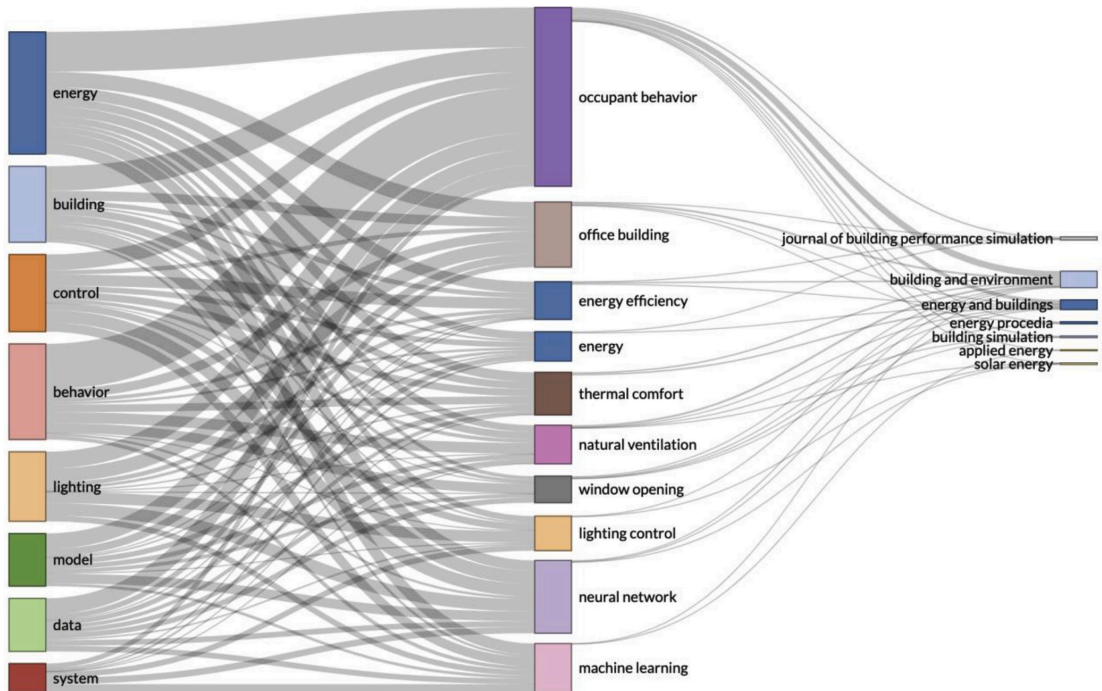 energy
building
control
behavior
lighting
model
data
system
occupant behavior
office building
energy efficiency
energy
thermal comfort
natural ventilation
window opening
lighting control
neural network
machine learning
journal of building performance simulation
building and environment
energy and buildings
energy procedia
building simulation
applied energy
solar energy